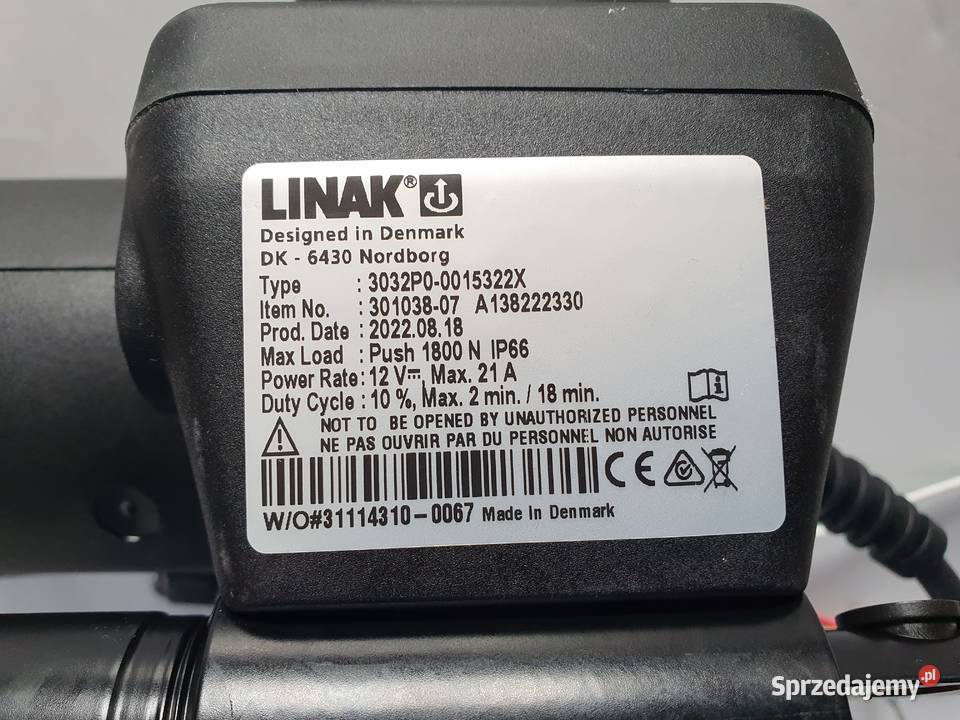 LINAK®
Designed in Denmark
DK - 6430 Nordborg
Type : 3032P0-0015322X
Item No. : 301038-07 A138222330
Prod. Date : 2022.08.18
Max Load : Push 1800 N IP66
Power Rate : 12 V⎓, Max. 21 A
Duty Cycle : 10 %, Max. 2 min. / 18 min.
NOT TO BE OPENED BY UNAUTHORIZED PERSONNEL
NE PAS OUVRIR PAR DU PERSONNEL NON AUTORISE
CE
W/O#31114310-0067 Made in Denmark
Sprzedajemy.pl